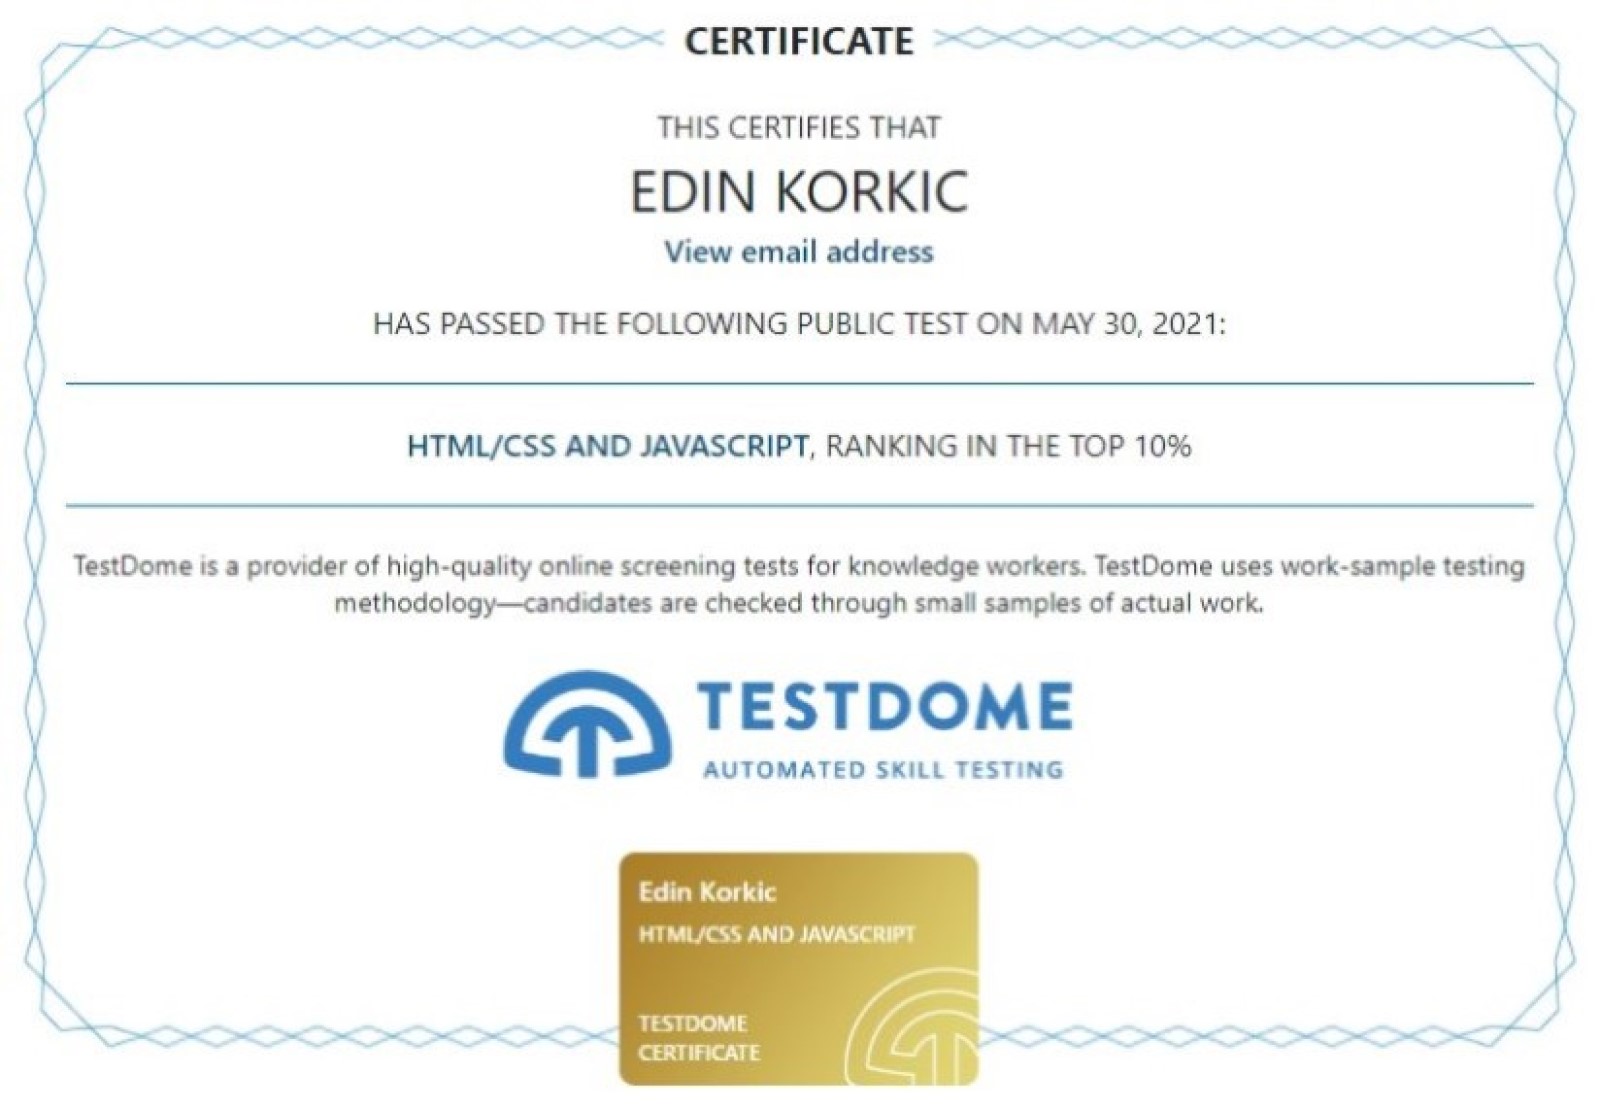 CERTIFICATE
THIS CERTIFIES THAT
EDIN KORKIC
View email address
HAS PASSED THE FOLLOWING PUBLIC TEST ON MAY 30, 2021:
HTML/CSS AND JAVASCRIPT, RANKING IN THE TOP 10%
TestDome is a provider of high-quality online screening tests for knowledge workers. TestDome uses work-sample testing
methodology—candidates are checked through small samples of actual work.
TESTDOME
AUTOMATED SKILL TESTING
Edin Korkic
HTML/CSS AND JAVASCRIPT
TESTDOME
CERTIFICATE